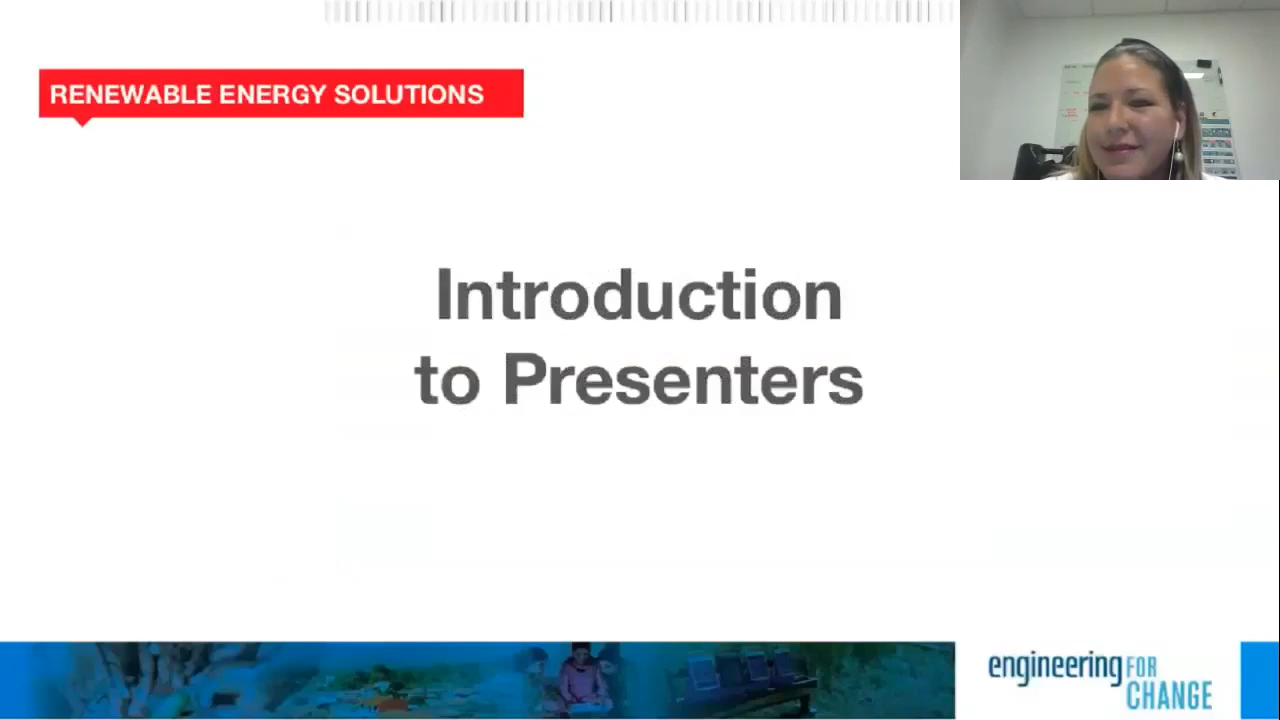 RENEWABLE ENERGY SOLUTIONS
Introduction
to Presenters
engineering FOR
CHANGE